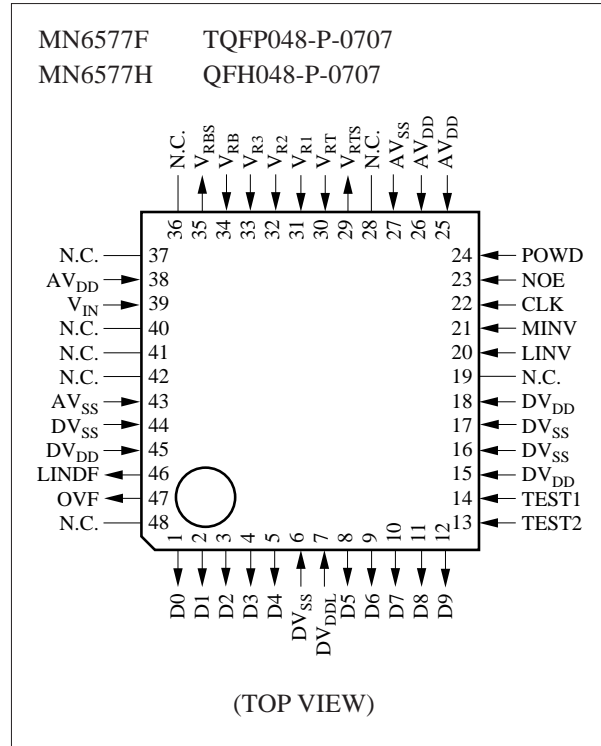 MN6577F TQFP048-P-0707
MN6577H QFH048-P-0707
N.C. V_RBS V_RB V_R3 V_R2 V_R1 V_RT V_RTS N.C. AV_SS AV_DD AV_DD
36 35 34 33 32 31 30 29 28 27 26 25
N.C. 37 24 POWD
AV_DD 38 23 NOE
V_IN 39 22 CLK
N.C. 40 21 MINV
N.C. 41 20 LINV
N.C. 42 19 N.C.
AV_SS 43 18 DV_DD
DV_SS 44 17 DV_SS
DV_DD 45 16 DV_SS
LINDF 46 15 DV_DD
OVF 47 14 TEST1
N.C. 48 13 TEST2
1 2 3 4 5 6 7 8 9 10 11 12
D0 D1 D2 D3 D4 DV_SS DV_DDL D5 D6 D7 D8 D9
(TOP VIEW)